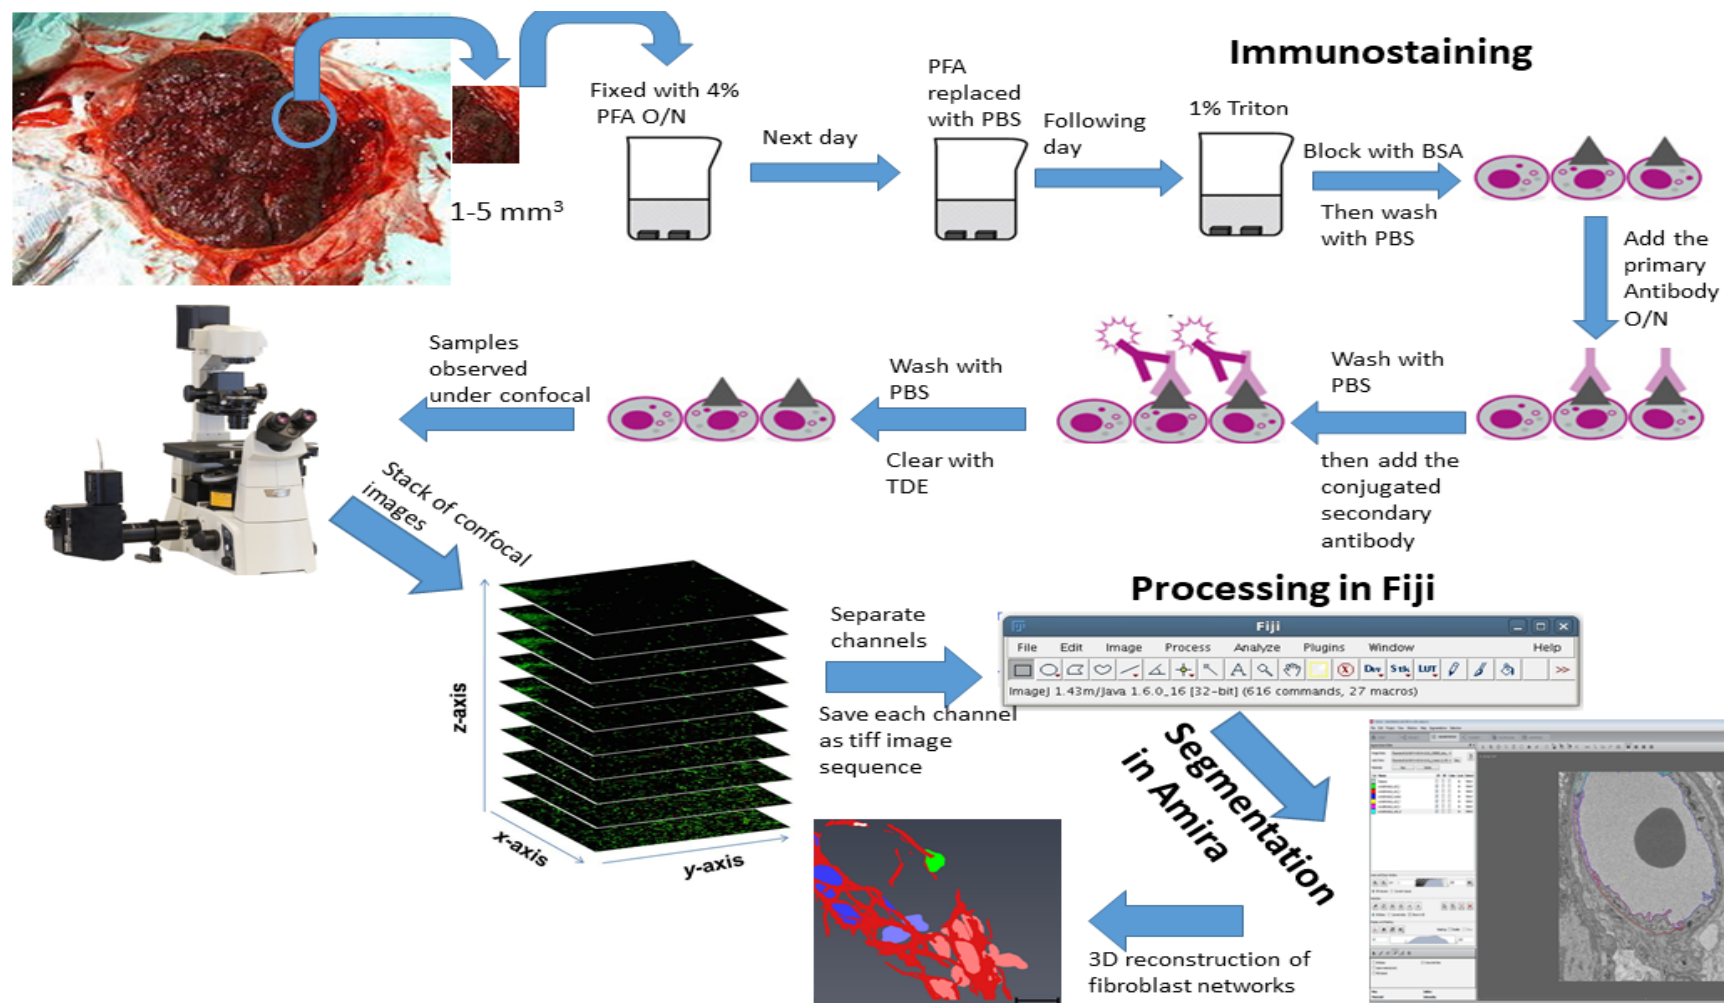 Immunostaining
Fixed with 4%
PFA O/N
1-5 mm³
Next day
PFA
replaced
with PBS
Following
day
1% Triton
Block with BSA
Then wash
with PBS
Add the
primary
Antibody
O/N
Wash with
PBS
then add the
conjugated
secondary
antibody
Wash with
PBS
Clear with
TDE
Samples
observed
under confocal
Stack of confocal
images
z-axis
x-axis
y-axis
Separate
channels
Save each channel
as tiff image
sequence
Processing in Fiji
Fiji
File Edit Image Process Analyze Plugins Window Help
Dev Stk LUT >>
ImageJ 1.43m/Java 1.6.0_16 [32-bit] (616 commands, 27 macros)
Segmentation
in Amira
3D reconstruction of
fibroblast networks